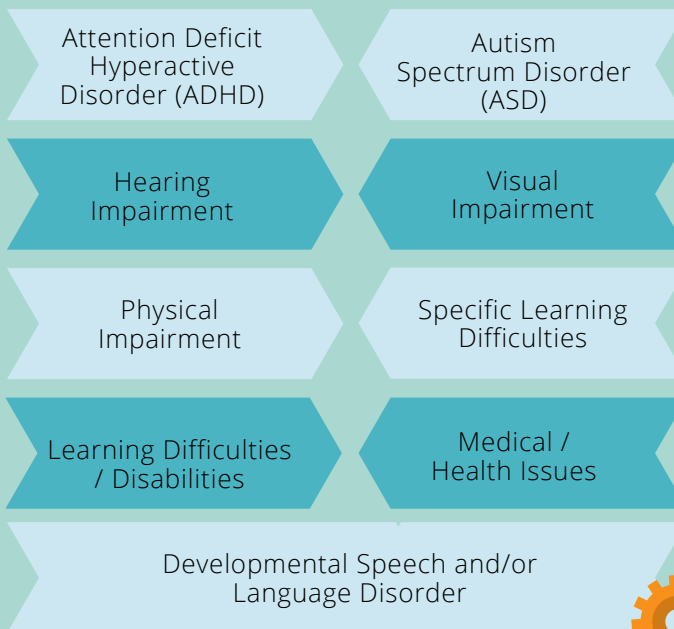 Attention Deficit
Hyperactive
Disorder (ADHD)
Autism
Spectrum Disorder
(ASD)
Hearing
Impairment
Visual
Impairment
Physical
Impairment
Specific Learning
Difficulties
Learning Difficulties
/ Disabilities
Medical /
Health Issues
Developmental Speech and/or
Language Disorder